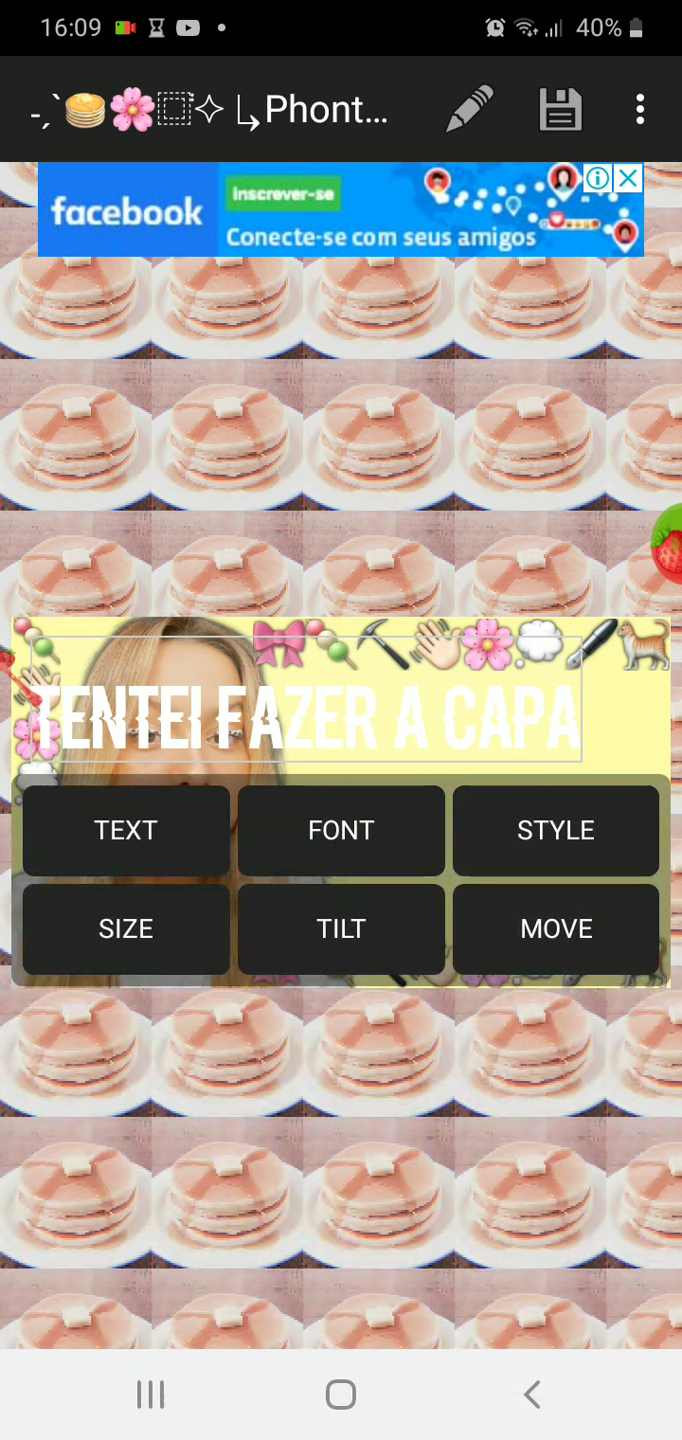 16:09
40%
-ˏˋ🥞🌸⬚✧ ↳Phont...
facebook
Inscrever-se
Conecte-se com seus amigos
TENTEI FAZER A CAPA
TEXT
FONT
STYLE
SIZE
TILT
MOVE